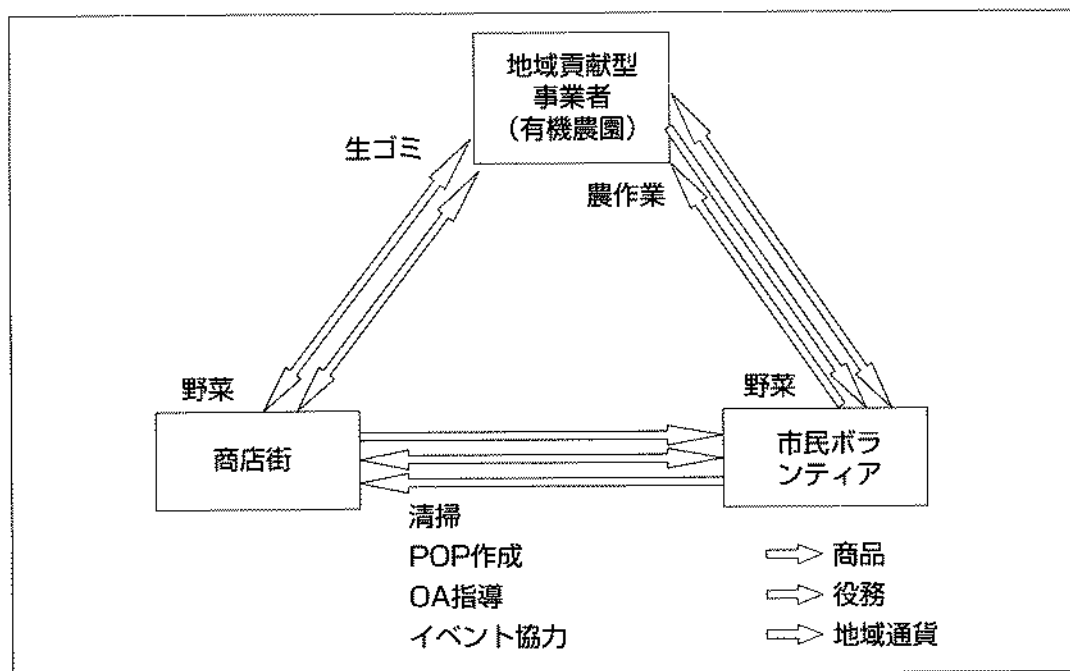 地域貢献型
事業者
（有機農園）
生ゴミ
農作業
野菜
野菜
商店街
市民ボラ
ンティア
清掃
POP作成
OA指導
イベント協力
商品
役務
地域通貨